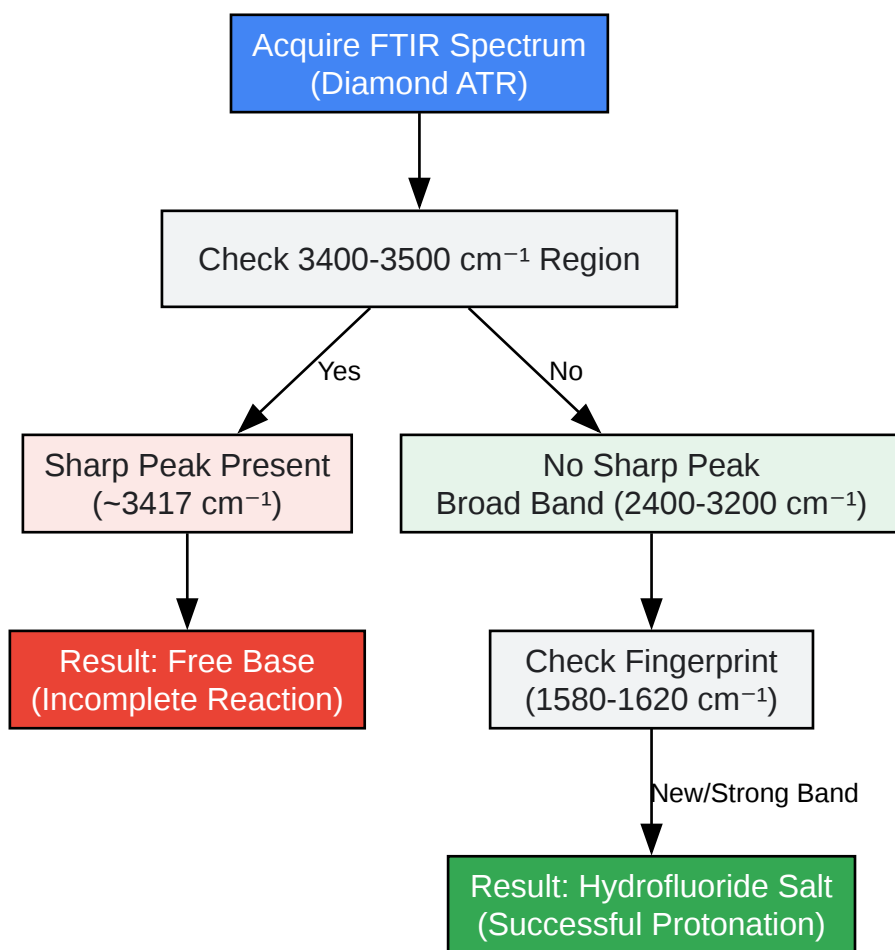 Acquire FTIR Spectrum
(Diamond ATR)
Check 3400-3500 cm⁻¹ Region
Yes
No
Sharp Peak Present
(~3417 cm⁻¹)
No Sharp Peak
Broad Band (2400-3200 cm⁻¹)
Result: Free Base
(Incomplete Reaction)
Check Fingerprint
(1580-1620 cm⁻¹)
New/Strong Band
Result: Hydrofluoride Salt
(Successful Protonation)